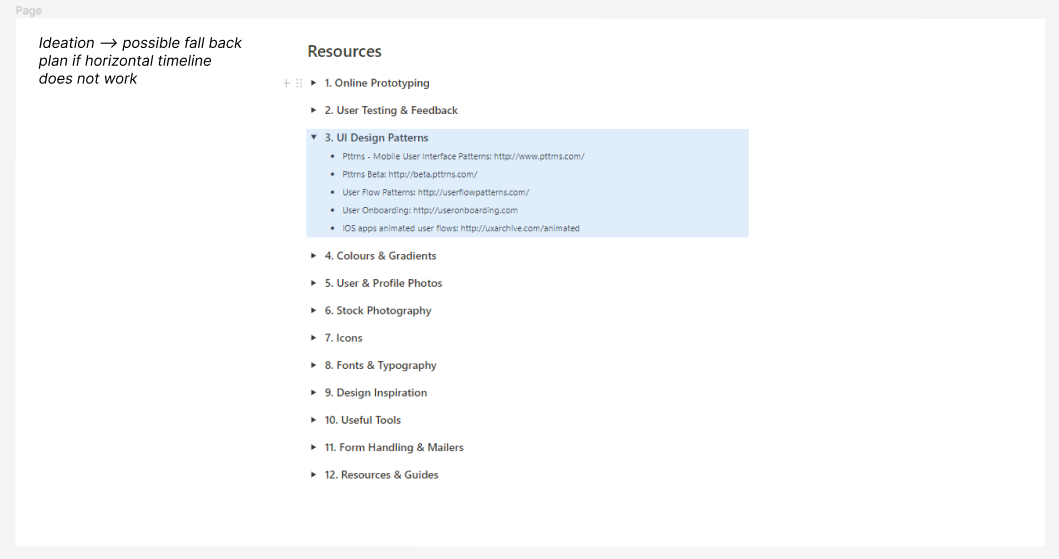 Page
Ideation → possible fall back
plan if horizontal timeline
does not work
Resources
1. Online Prototyping
2. User Testing & Feedback
3. UI Design Patterns
Pttrns - Mobile User Interface Patterns: http://www.pttrns.com/
Pttrns Beta: http://beta.pttrns.com/
User Flow Patterns: http://userflowpatterns.com/
User Onboarding: http://useronboarding.com
iOS apps animated user flows: http://uxarchive.com/animated
4. Colours & Gradients
5. User & Profile Photos
6. Stock Photography
7. Icons
8. Fonts & Typography
9. Design Inspiration
10. Useful Tools
11. Form Handling & Mailers
12. Resources & Guides